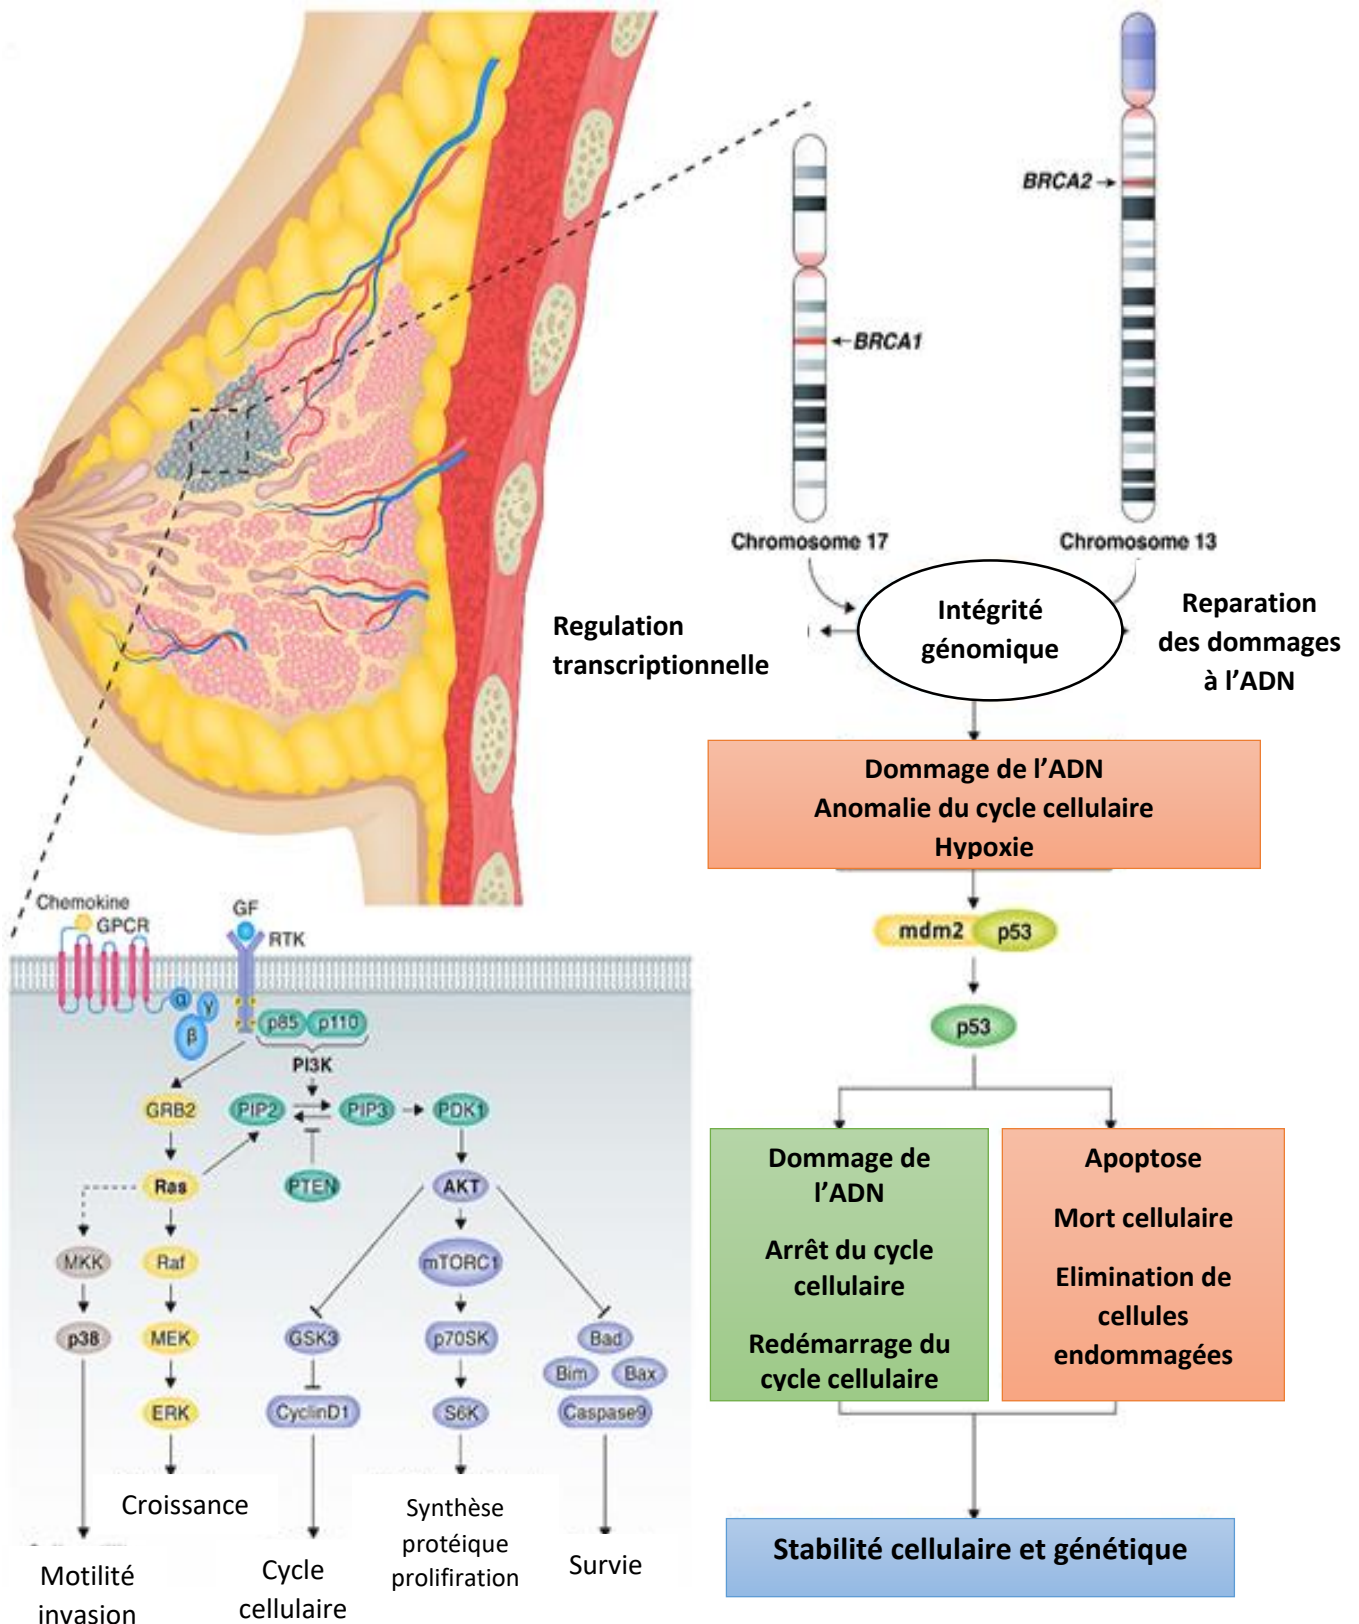 BRCA2
BRCA1
Chromosome 17
Chromosome 13
Intégrité
génomique
Regulation
transcriptionnelle
Reparation
des dommages
à l'ADN
Dommage de l'ADN
Anomalie du cycle cellulaire
Hypoxie
mdm2
p53
p53
Dommage de
l'ADN
Arrêt du cycle
cellulaire
Redémarrage du
cycle cellulaire
Apoptose
Mort cellulaire
Elimination de
cellules
endommagées
Stabilité cellulaire et génétique
Chemokine
GPCR
GF
RTK
α
γ
β
p85
p110
PI3K
GRB2
PIP2
PIP3
PDK1
Ras
PTEN
AKT
MKK
Raf
mTORC1
p38
MEK
GSK3
p70SK
Bad
Bim
Bax
ERK
CyclinD1
S6K
Caspase9
Croissance
Motilité
invasion
Cycle
cellulaire
Synthèse
protéique
prolifiration
Survie